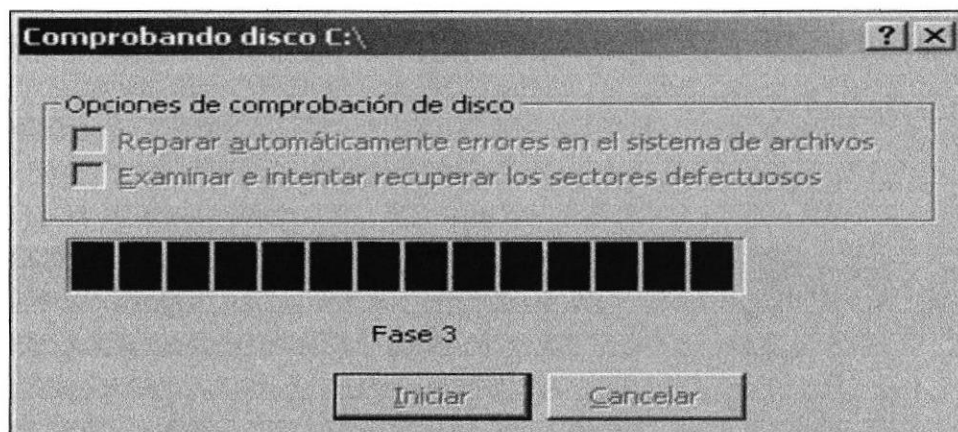 Comprobando disco C:\
Opciones de comprobación de disco
Reparar automáticamente errores en el sistema de archivos
Examinar e intentar recuperar los sectores defectuosos
Fase 3
Iniciar
Cancelar